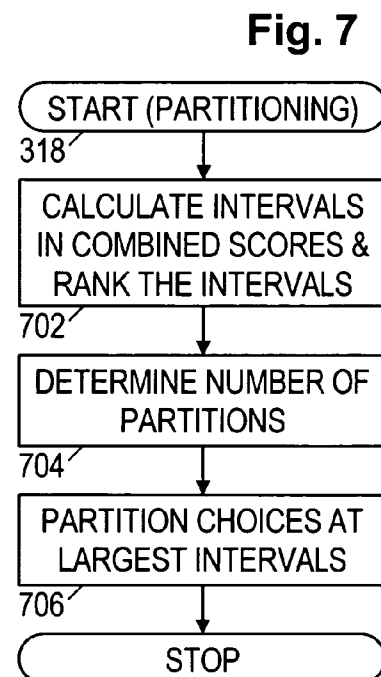 Fig. 7
START (PARTITIONING)
318
CALCULATE INTERVALS
IN COMBINED SCORES &
RANK THE INTERVALS
702
DETERMINE NUMBER OF
PARTITIONS
704
PARTITION CHOICES AT
LARGEST INTERVALS
706
STOP